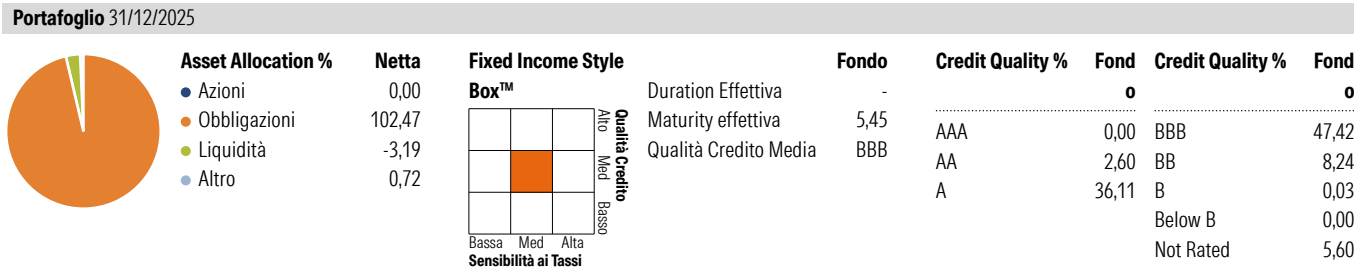 Portafoglio 31/12/2025
Asset Allocation % Netta
Azioni 0,00
Obbligazioni 102,47
Liquidità -3,19
Altro 0,72
Fixed Income Style
Box™
Alto Med Basso
Qualità Credito
Bassa Med Alta
Sensibilità ai Tassi
Fondo
Duration Effettiva -
Maturity effettiva 5,45
Qualità Credito Media BBB
Credit Quality % Fond
o
AAA 0,00
AA 2,60
A 36,11
Credit Quality % Fond
o
BBB 47,42
BB 8,24
B 0,03
Below B 0,00
Not Rated 5,60